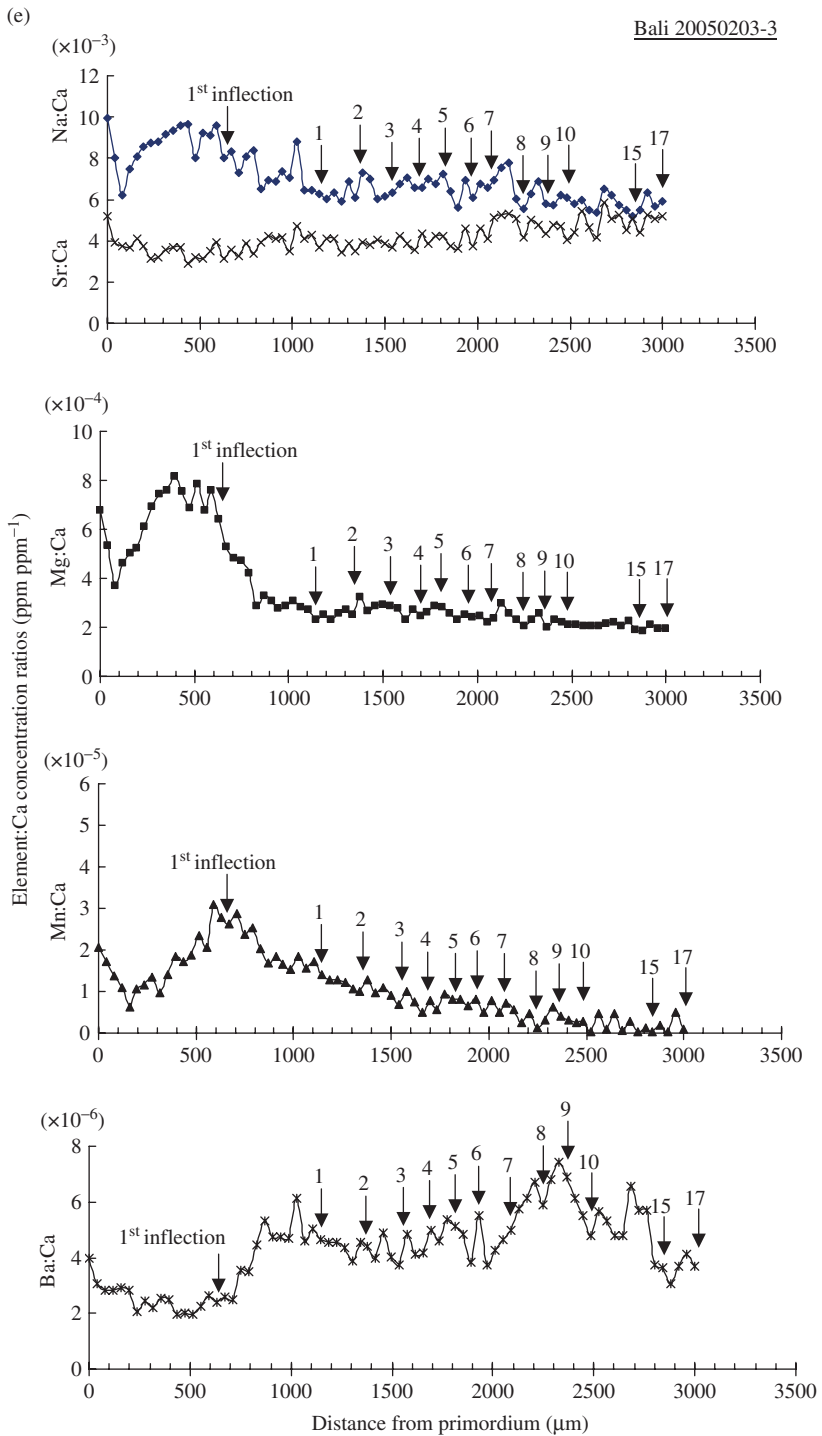 (e)
Bali 20050203-3
(×10⁻³)
12
10
8
6
4
2
0
Na:Ca
Sr:Ca
1st inflection
1 2 3 4 5 6 7 8 9 10 15 17
0 500 1000 1500 2000 2500 3000 3500
(×10⁻⁴)
10
8
6
4
2
0
Mg:Ca
1st inflection
1 2 3 4 5 6 7 8 9 10 15 17
0 500 1000 1500 2000 2500 3000 3500
Element:Ca concentration ratios (ppm ppm⁻¹)
(×10⁻⁵)
6
5
4
3
2
1
0
Mn:Ca
1st inflection
1 2 3 4 5 6 7 8 9 10 15 17
0 500 1000 1500 2000 2500 3000 3500
(×10⁻⁶)
8
6
4
2
0
Ba:Ca
1st inflection
1 2 3 4 5 6 7 8 9 10 15 17
0 500 1000 1500 2000 2500 3000 3500
Distance from primordium (μm)